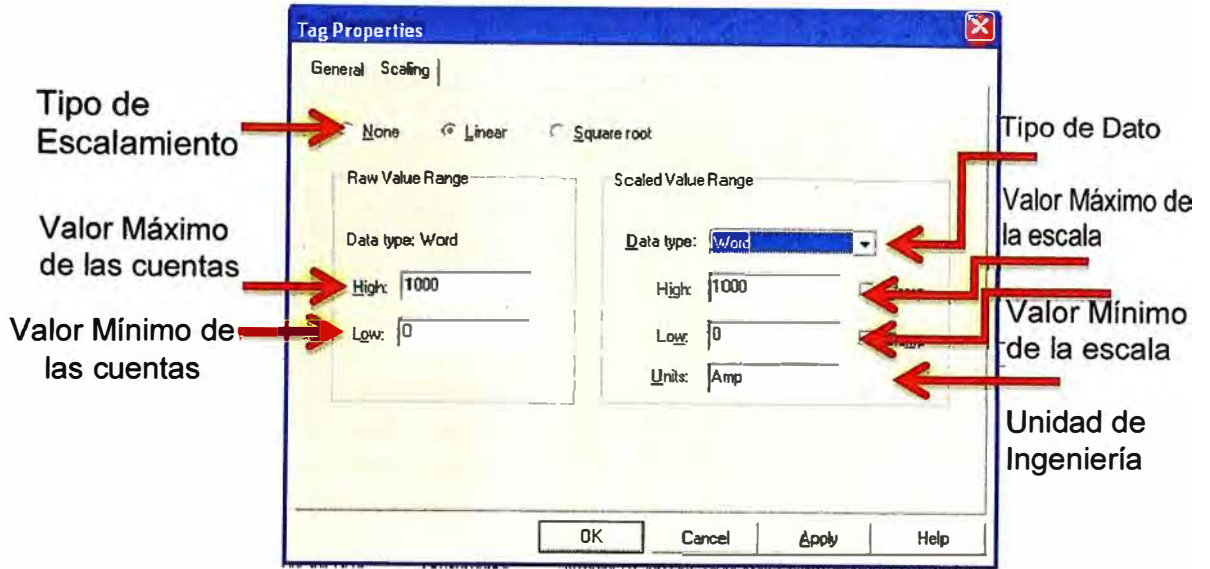 Tag Properties
General Scaling
Tipo de
Escalamiento
None Linear Square root
Tipo de Dato
Raw Value Range
Scaled Value Range
Valor Máximo
de las cuentas
Data type: Word
Data type: Word
Valor Máximo de
la escala
High: 1000
High: 1000
Valor Mínimo de
las cuentas
Low: 0
Low: 0
Valor Mínimo
de la escala
Units: Amp
Unidad de
Ingeniería
OK Cancel Apply Help